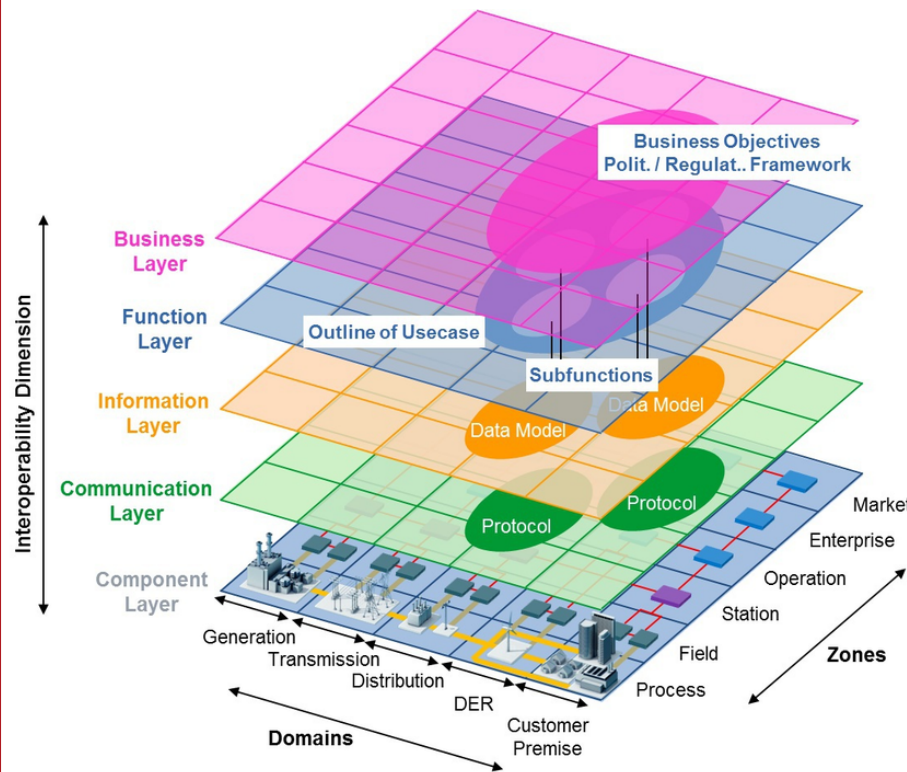 Business Objectives
Polit. / Regulat.. Framework
Business
Layer
Function
Layer
Outline of Usecase
Subfunctions
Information
Layer
Data Model
Data Model
Communication
Layer
Protocol
Protocol
Component
Layer
Interoperability Dimension
Market
Enterprise
Operation
Station
Field
Process
Zones
Generation
Transmission
Distribution
DER
Customer
Premise
Domains